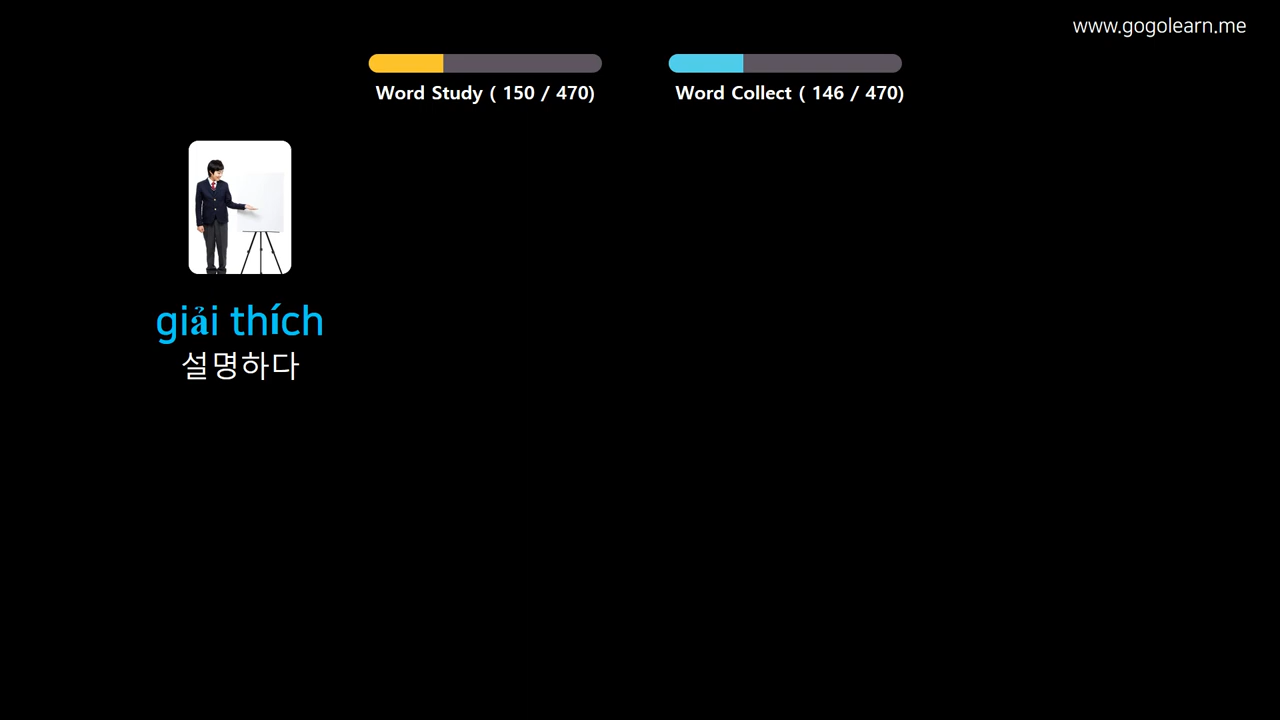 www.gogolearn.me
Word Study ( 150 / 470)
Word Collect ( 146 / 470)
giải thích
설명하다